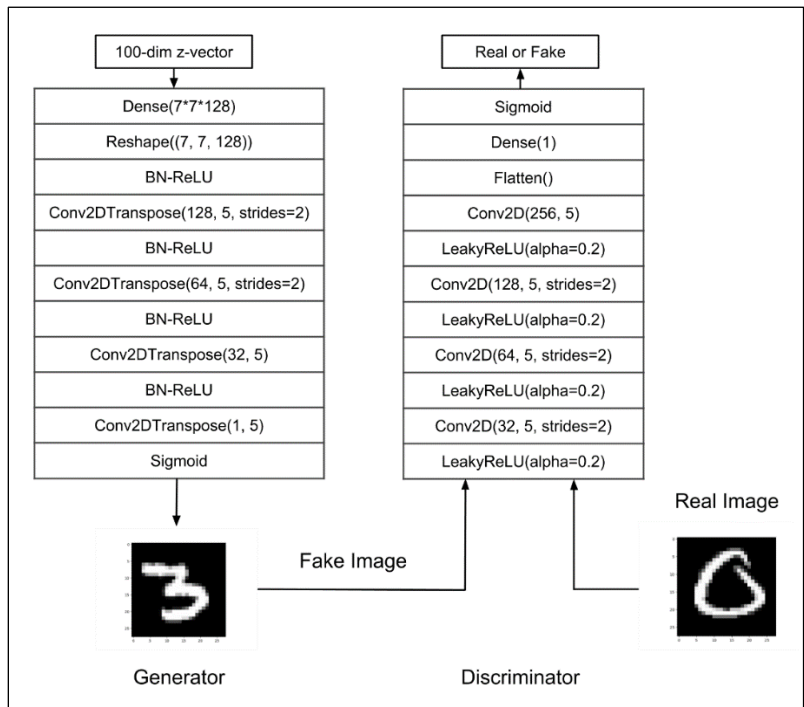 100-dim z-vector
Dense(7*7*128)
Reshape((7, 7, 128))
BN-ReLU
Conv2DTranspose(128, 5, strides=2)
BN-ReLU
Conv2DTranspose(64, 5, strides=2)
BN-ReLU
Conv2DTranspose(32, 5)
BN-ReLU
Conv2DTranspose(1, 5)
Sigmoid
Fake Image
Generator
Real or Fake
Sigmoid
Dense(1)
Flatten()
Conv2D(256, 5)
LeakyReLU(alpha=0.2)
Conv2D(128, 5, strides=2)
LeakyReLU(alpha=0.2)
Conv2D(64, 5, strides=2)
LeakyReLU(alpha=0.2)
Conv2D(32, 5, strides=2)
LeakyReLU(alpha=0.2)
Real Image
Discriminator